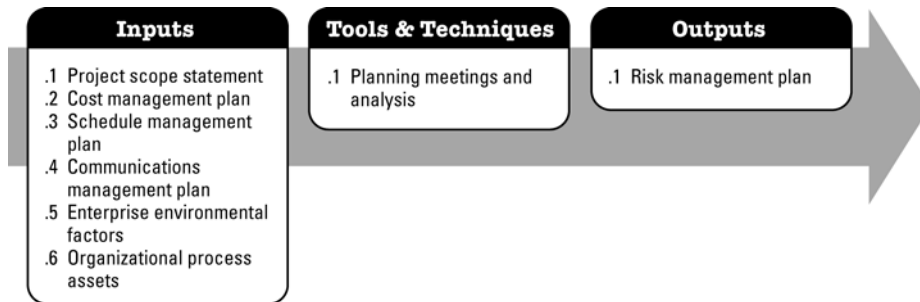 Inputs
.1 Project scope statement
.2 Cost management plan
.3 Schedule management
plan
.4 Communications
management plan
.5 Enterprise environmental
factors
.6 Organizational process
assets
Tools & Techniques
.1 Planning meetings and
analysis
Outputs
.1 Risk management plan